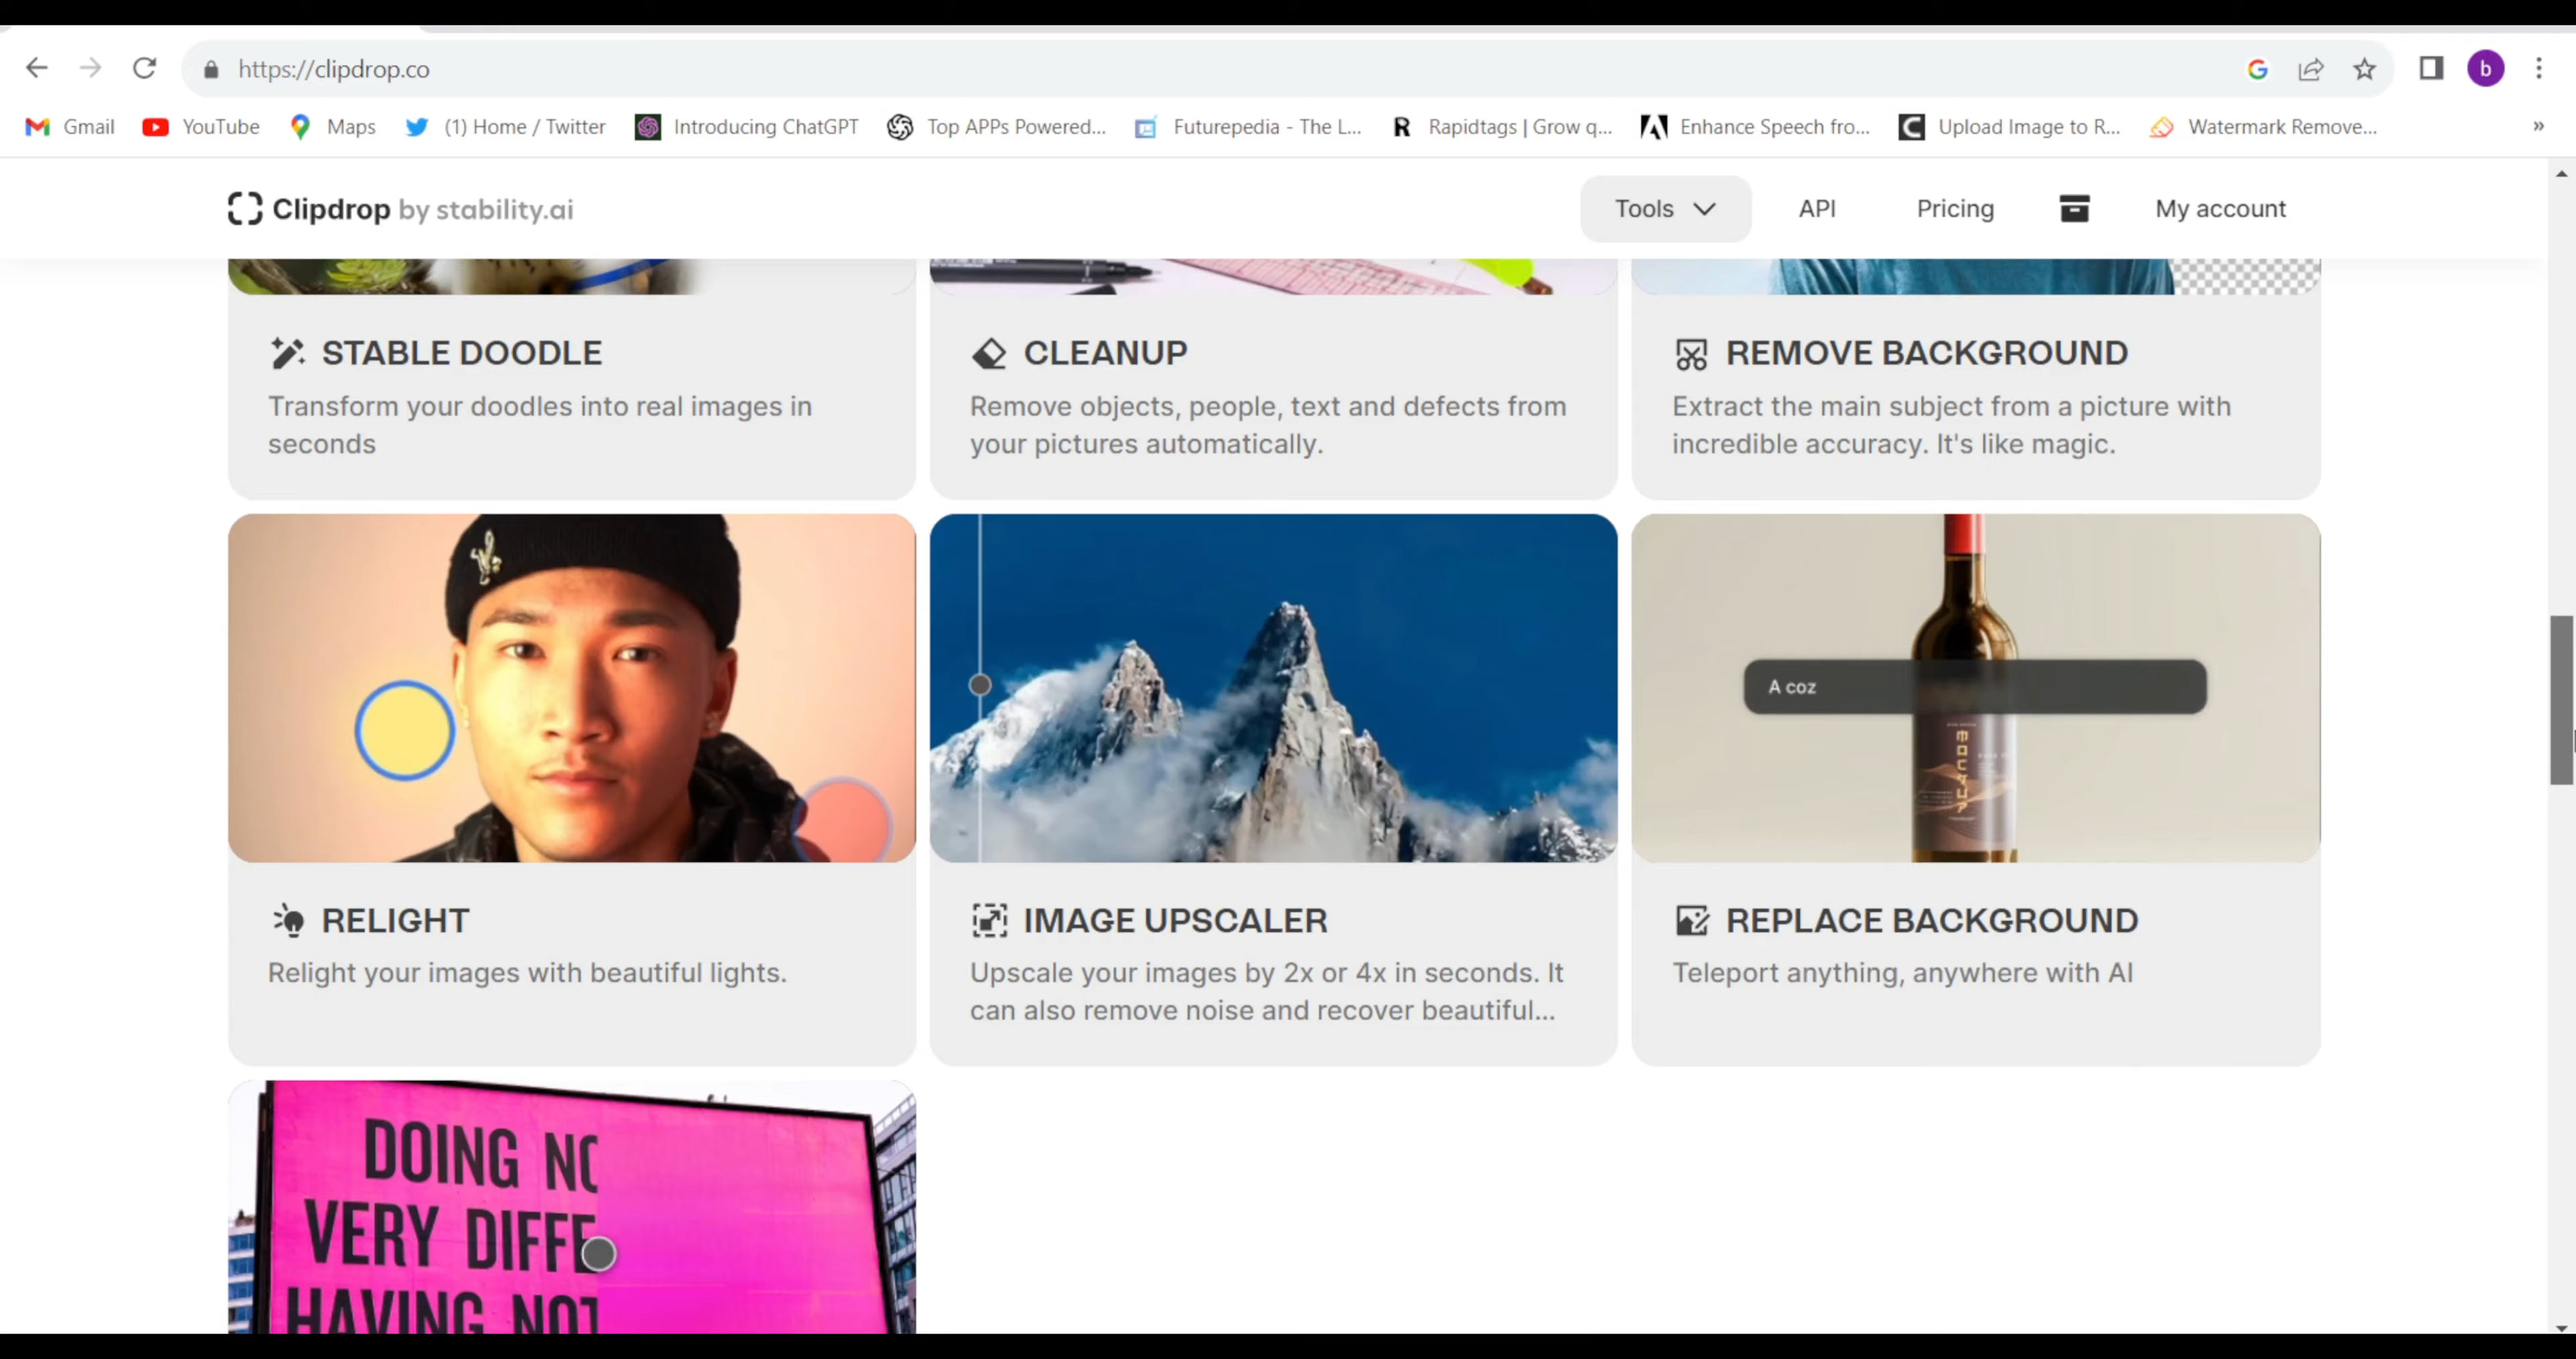 https://clipdrop.co
Gmail
YouTube
Maps
(1) Home / Twitter
Introducing ChatGPT
Top APPs Powered...
Futurepedia - The L...
Rapidtags | Grow q...
Enhance Speech fro...
Upload Image to R...
Watermark Remove...
Clipdrop by stability.ai
Tools
API
Pricing
My account
STABLE DOODLE
Transform your doodles into real images in
seconds
CLEANUP
Remove objects, people, text and defects from
your pictures automatically.
REMOVE BACKGROUND
Extract the main subject from a picture with
incredible accuracy. It's like magic.
RELIGHT
Relight your images with beautiful lights.
IMAGE UPSCALER
Upscale your images by 2x or 4x in seconds. It
can also remove noise and recover beautiful...
A coz
REPLACE BACKGROUND
Teleport anything, anywhere with AI
DOING NO
VERY DIFFE
HAVING NOT